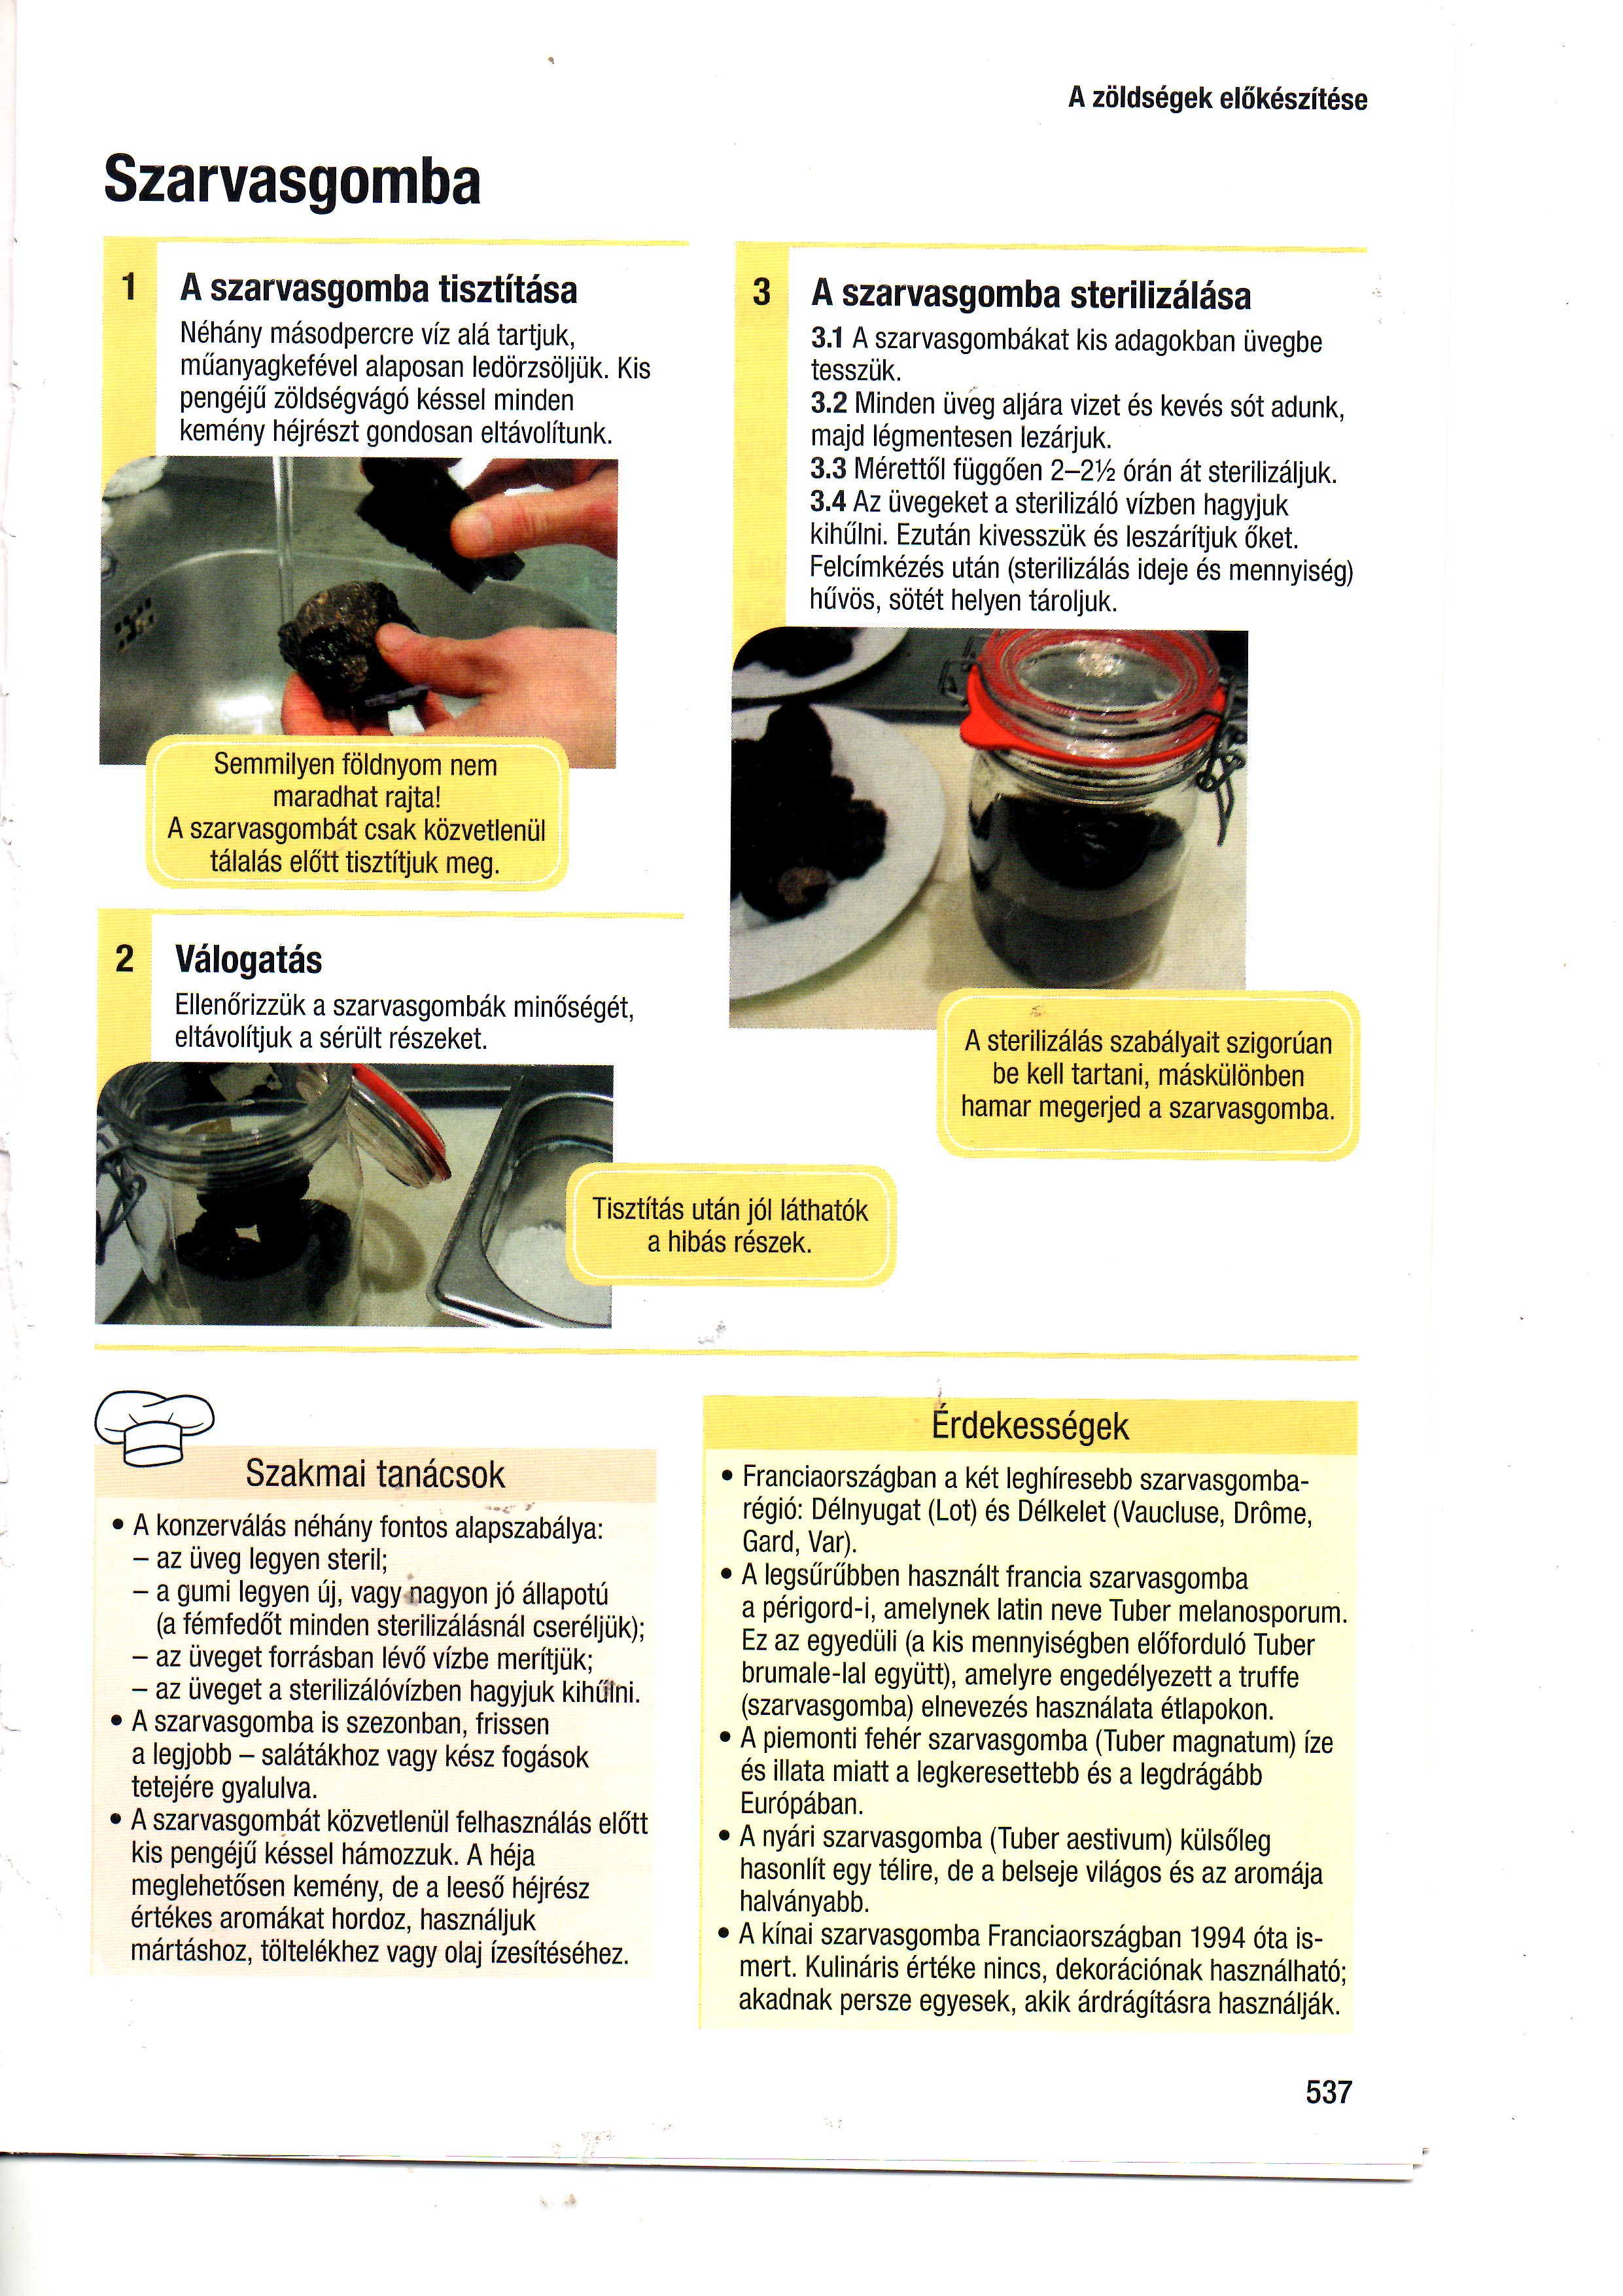 A zöldségek előkészítése
Szarvasgomba
1 A szarvasgomba tisztítása
Néhány másodpercre víz alá tartjuk,
műanyagkefével alaposan ledörzsöljük. Kis
pengéjű zöldségvágó késsel minden
kemény héjrészt gondosan eltávolítunk.
Semmilyen földnyom nem
maradhat rajta!
A szarvasgombát csak közvetlenül
tálalás előtt tisztítjuk meg.
2 Válogatás
Ellenőrizzük a szarvasgombák minőségét,
eltávolítjuk a sérült részeket.
Tisztítás után jól láthatók
a hibás részek.
3 A szarvasgomba sterilizálása
3.1 A szarvasgombákat kis adagokban üvegbe
tesszük.
3.2 Minden üveg aljára vizet és kevés sót adunk,
majd légmentesen lezárjuk.
3.3 Mérettől függően 2–2½ órán át sterilizáljuk.
3.4 Az üvegeket a sterilizáló vízben hagyjuk
kihűlni. Ezután kivesszük és leszárítjuk őket.
Felcímkézés után (sterilizálás ideje és mennyiség)
hűvös, sötét helyen tároljuk.
A sterilizálás szabályait szigorúan
be kell tartani, máskülönben
hamar megerjed a szarvasgomba.
Szakmai tanácsok
• A konzerválás néhány fontos alapszabálya:
– az üveg legyen steril;
– a gumi legyen új, vagy nagyon jó állapotú
(a fémfedőt minden sterilizálásnál cseréljük);
– az üveget forrásban lévő vízbe merítjük;
– az üveget a sterilizálóvízben hagyjuk kihűlni.
• A szarvasgomba is szezonban, frissen
a legjobb – salátákhoz vagy kész fogások
tetejére gyalulva.
• A szarvasgombát közvetlenül felhasználás előtt
kis pengéjű késsel hámozzuk. A héja
meglehetősen kemény, de a leeső héjrész
értékes aromákat hordoz, használjuk
mártáshoz, töltelékhez vagy olaj ízesítéséhez.
Érdekességek
• Franciaországban a két leghíresebb szarvasgomba-
régió: Délnyugat (Lot) és Délkelet (Vaucluse, Drôme,
Gard, Var).
• A legsűrűbben használt francia szarvasgomba
a périgord-i, amelynek latin neve Tuber melanosporum.
Ez az egyedüli (a kis mennyiségben előforduló Tuber
brumale-lal együtt), amelyre engedélyezett a truffe
(szarvasgomba) elnevezés használata étlapokon.
• A piemonti fehér szarvasgomba (Tuber magnatum) íze
és illata miatt a legkeresettebb és a legdrágább
Európában.
• A nyári szarvasgomba (Tuber aestivum) külsőleg
hasonlít egy télire, de a belseje világos és az aromája
halványabb.
• A kínai szarvasgomba Franciaországban 1994 óta is-
mert. Kulináris értéke nincs, dekorációnak használható;
akadnak persze egyesek, akik árdrágításra használják.
537